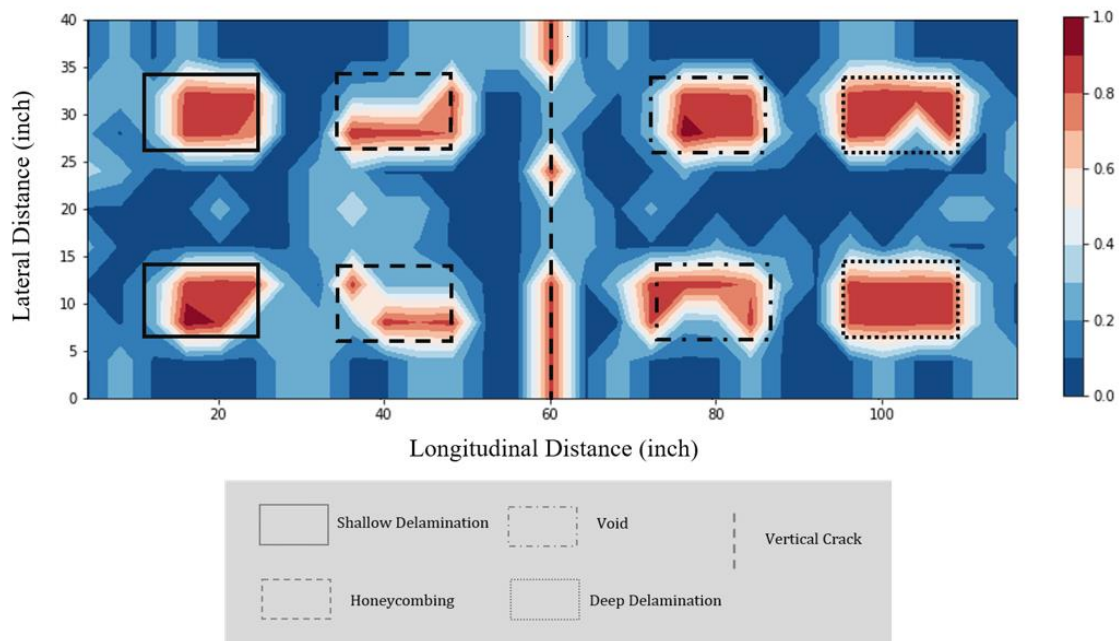 40
35
30
25
20
15
10
5
0
Lateral Distance (inch)
20 40 60 80 100
Longitudinal Distance (inch)
1.0
0.8
0.6
0.4
0.2
0.0
Shallow Delamination
Void
Vertical Crack
Honeycombing
Deep Delamination